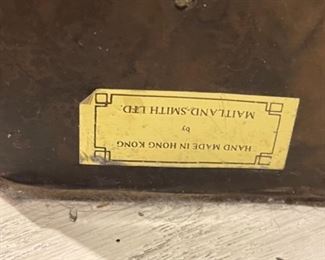 HAND MADE IN HONG KONG
by
MAITLAND-SMITH LTD.